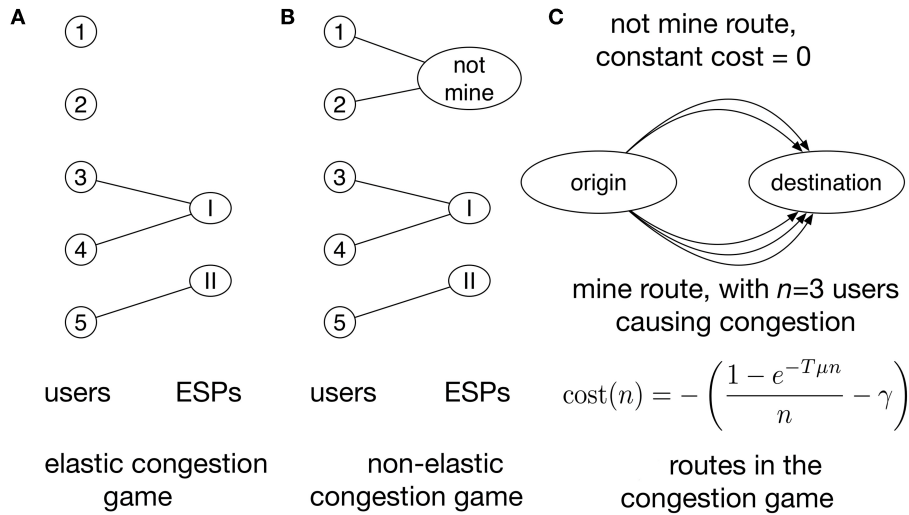 A
1
2
3
4
5
I
II
users
ESPs
elastic congestion
game
B
1
2
3
4
5
not
mine
I
II
users
ESPs
non-elastic
congestion game
C
not mine route,
constant cost = 0
origin
destination
mine route, with n=3 users
causing congestion
cost(n) = − ( (1 − e^{−Tμn}) / n − γ )
routes in the
congestion game